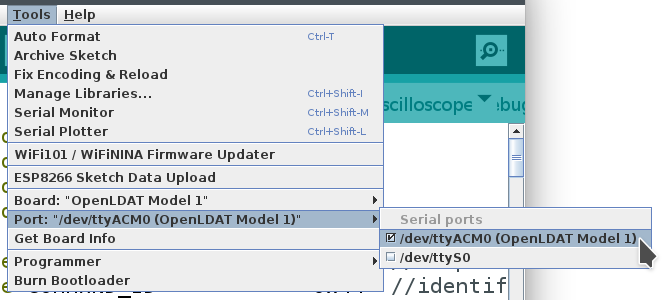 Tools Help
Auto Format Ctrl-T
Archive Sketch
Fix Encoding & Reload
Manage Libraries... Ctrl+Shift-I
Serial Monitor Ctrl+Shift-M
Serial Plotter Ctrl+Shift-L
WiFi101 / WiFiNINA Firmware Updater
ESP8266 Sketch Data Upload
Board: "OpenLDAT Model 1"
Port: "/dev/ttyACM0 (OpenLDAT Model 1)"
Get Board Info
Programmer
Burn Bootloader
scilloscope ebug
Serial ports
/dev/ttyACM0 (OpenLDAT Model 1)
/dev/ttyS0
//identif